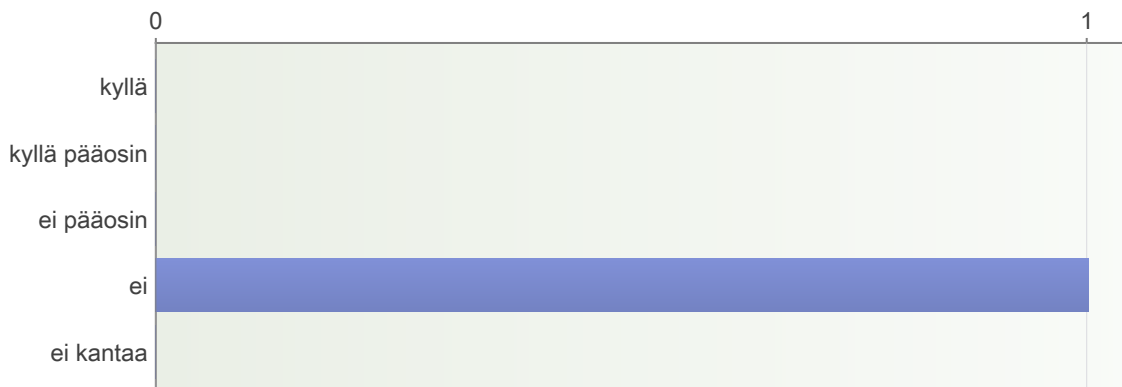 0 1
kyllä
kyllä pääosin
ei pääosin
ei
ei kantaa